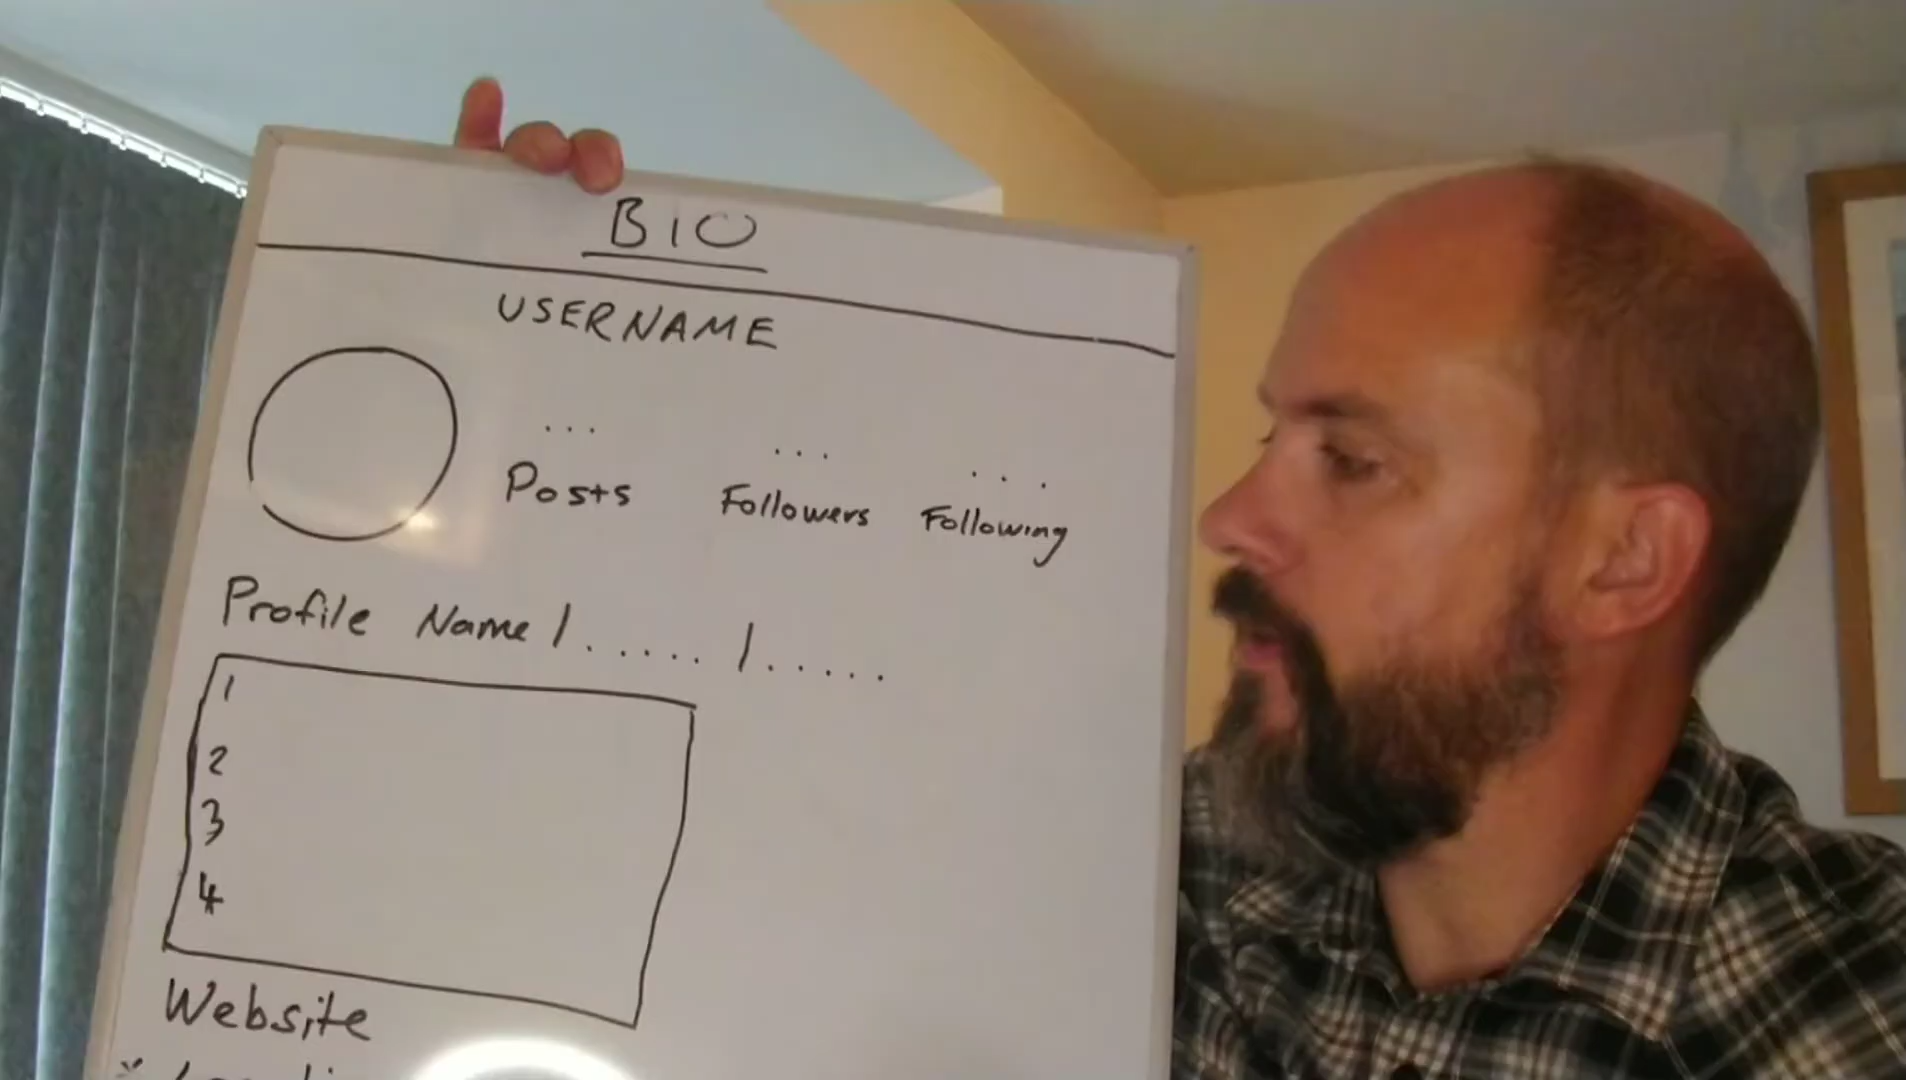 BIO
USERNAME
... ... ...
Posts Followers Following
Profile Name | ..... | .....
1
2
3
4
Website